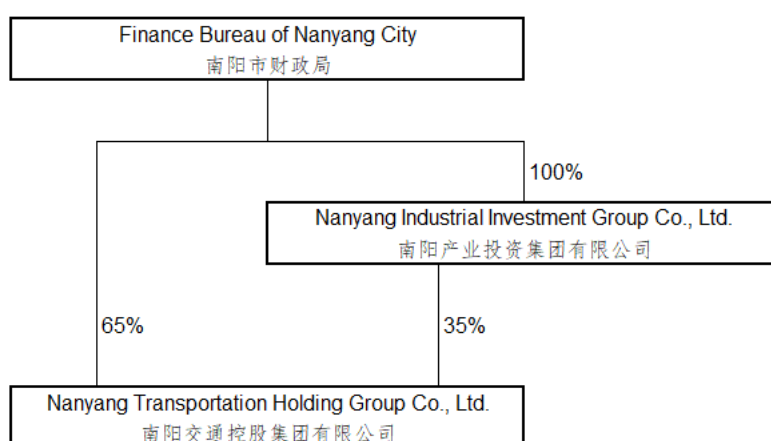 Finance Bureau of Nanyang City
南阳市财政局
100%
Nanyang Industrial Investment Group Co., Ltd.
南阳产业投资集团有限公司
65%
35%
Nanyang Transportation Holding Group Co., Ltd.
南阳交通控股集团有限公司